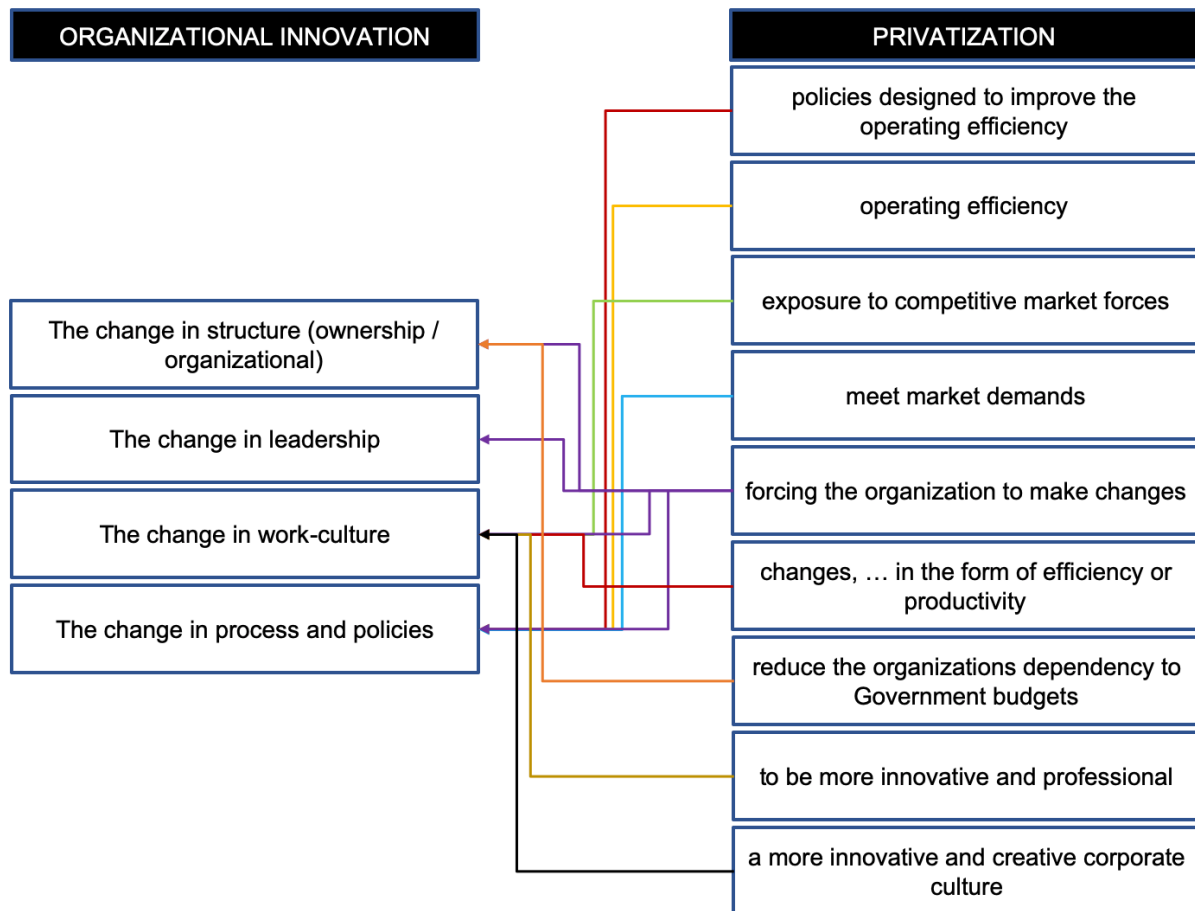 ORGANIZATIONAL INNOVATION
The change in structure (ownership /
organizational)
The change in leadership
The change in work-culture
The change in process and policies
PRIVATIZATION
policies designed to improve the
operating efficiency
operating efficiency
exposure to competitive market forces
meet market demands
forcing the organization to make changes
changes, … in the form of efficiency or
productivity
reduce the organizations dependency to
Government budgets
to be more innovative and professional
a more innovative and creative corporate
culture